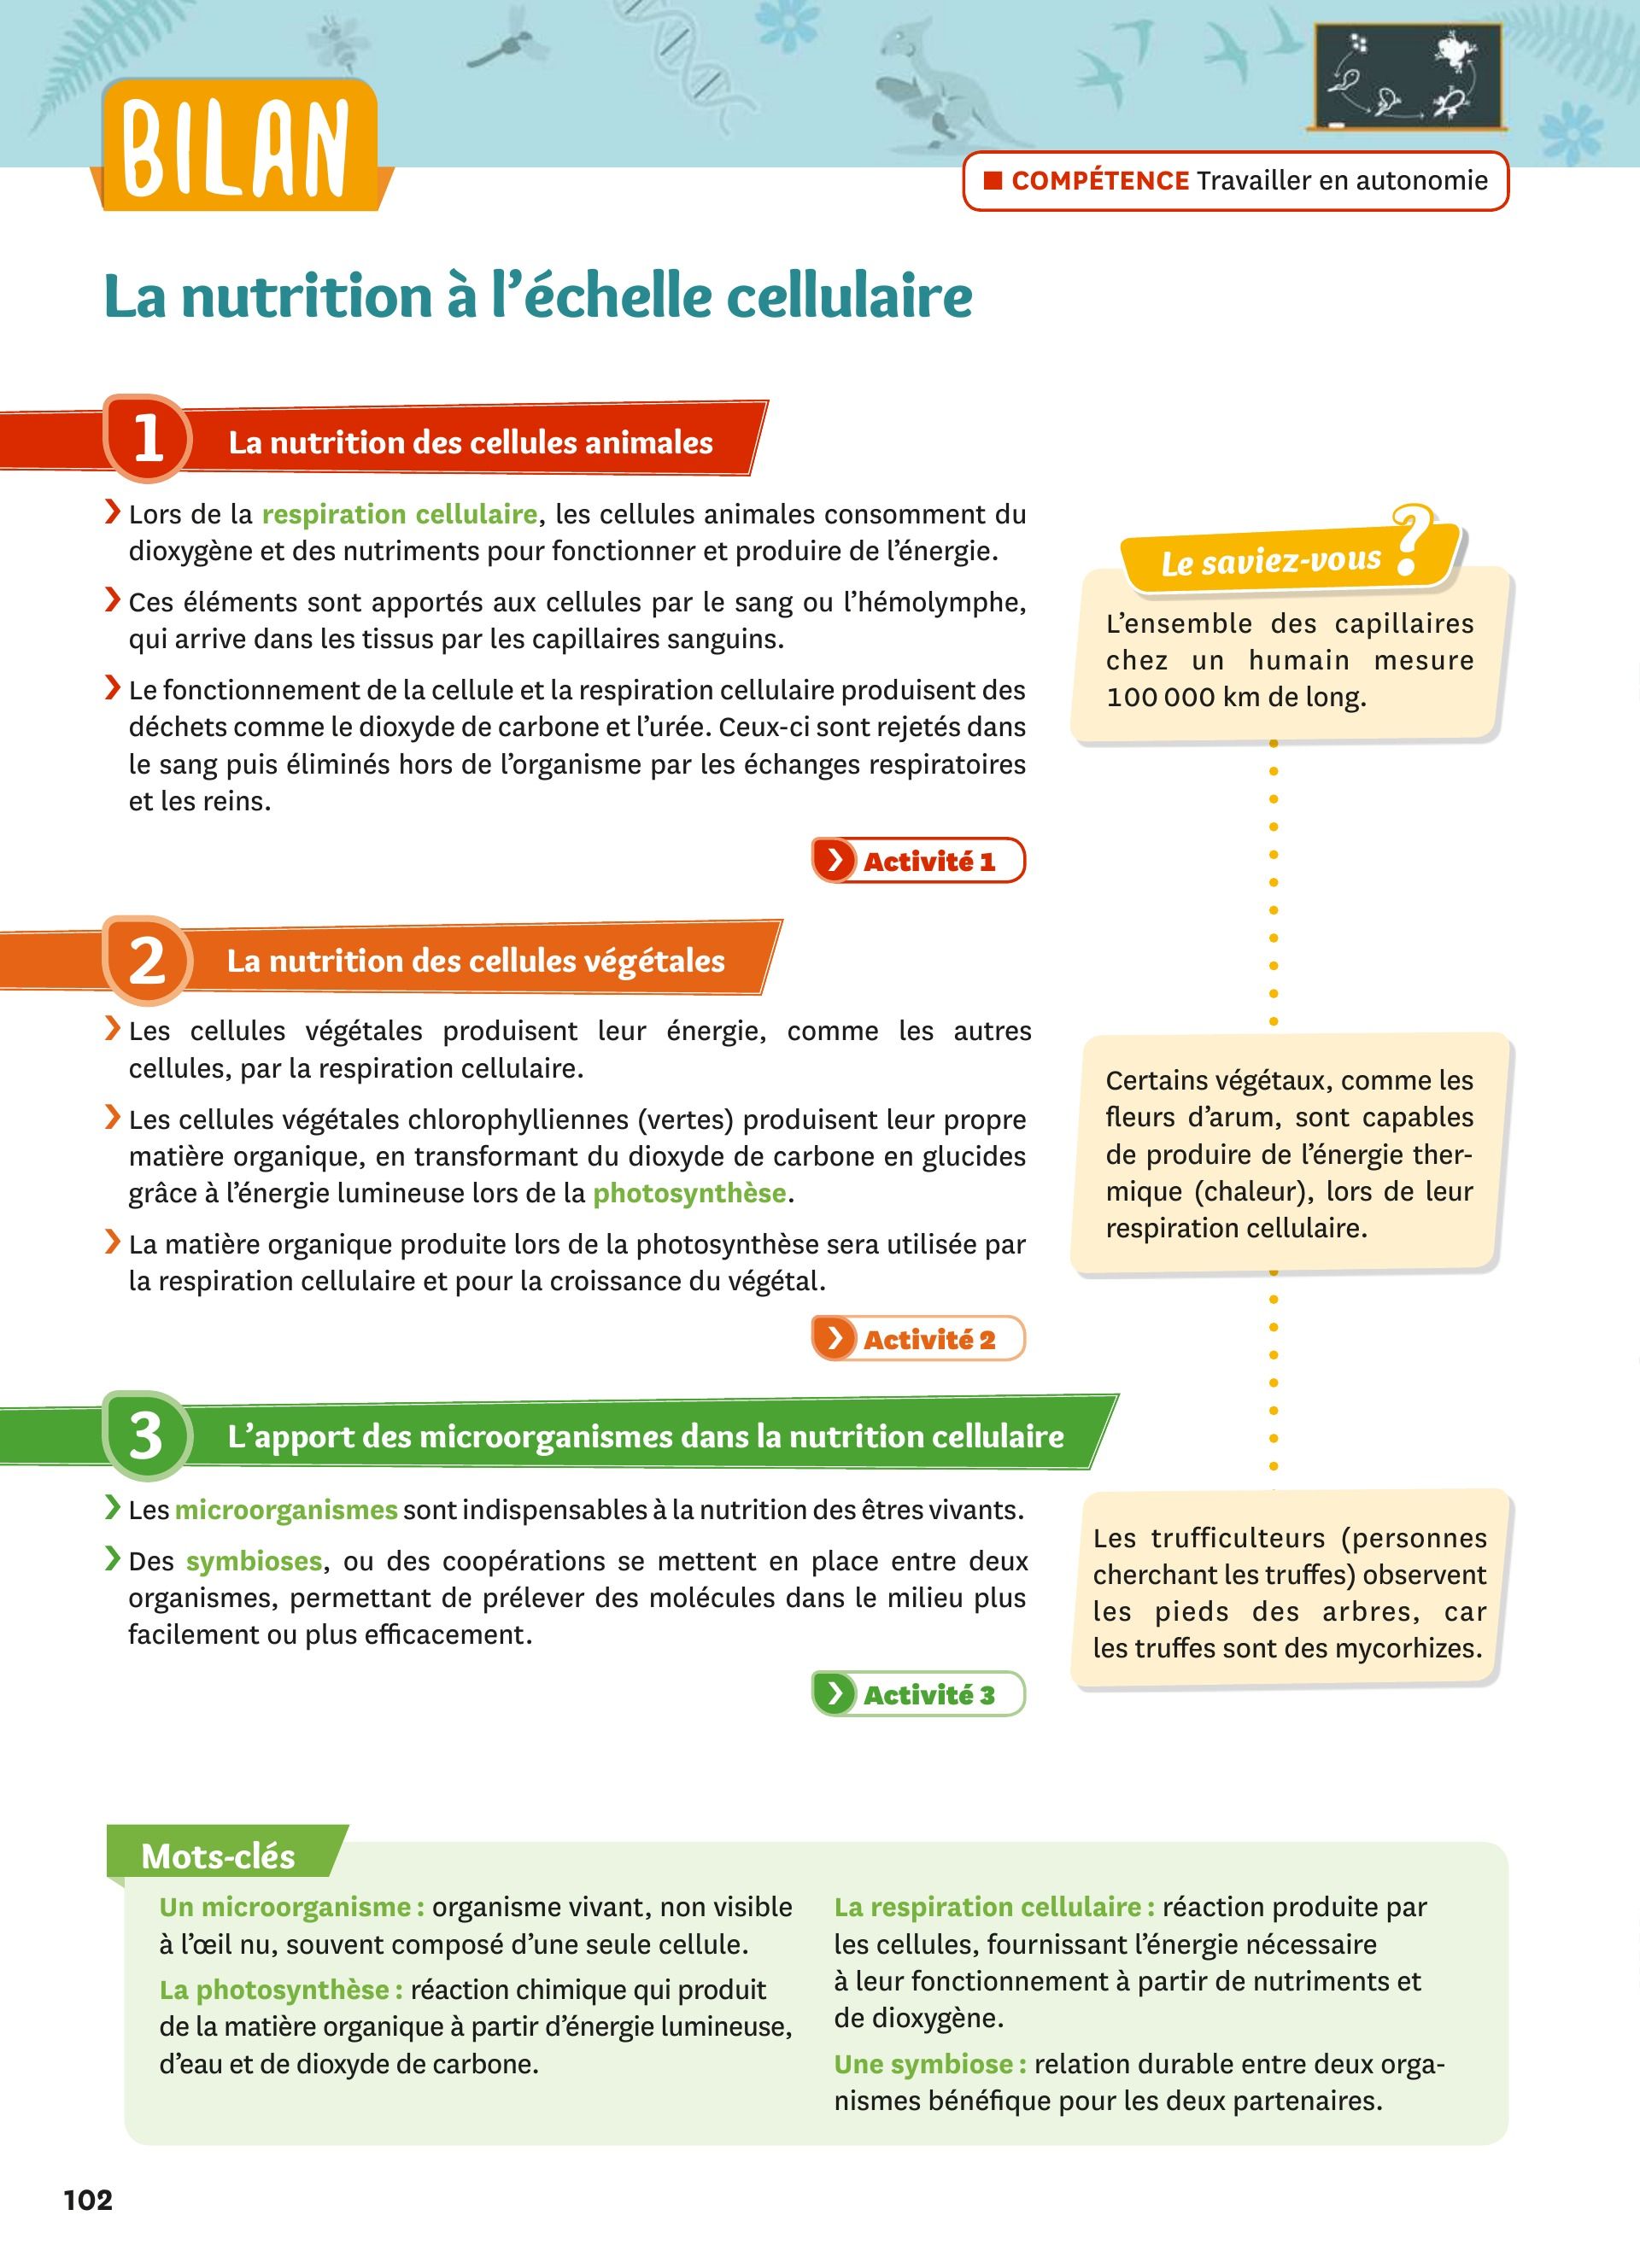 BILAN
■ COMPÉTENCE Travailler en autonomie
La nutrition à l’échelle cellulaire
1 La nutrition des cellules animales
❯ Lors de la respiration cellulaire, les cellules animales consomment du
dioxygène et des nutriments pour fonctionner et produire de l’énergie.
❯ Ces éléments sont apportés aux cellules par le sang ou l’hémolymphe,
qui arrive dans les tissus par les capillaires sanguins.
❯ Le fonctionnement de la cellule et la respiration cellulaire produisent des
déchets comme le dioxyde de carbone et l’urée. Ceux-ci sont rejetés dans
le sang puis éliminés hors de l’organisme par les échanges respiratoires
et les reins.
❯ Activité 1
Le saviez-vous ?
L’ensemble des capillaires
chez un humain mesure
100 000 km de long.
2 La nutrition des cellules végétales
❯ Les cellules végétales produisent leur énergie, comme les autres
cellules, par la respiration cellulaire.
❯ Les cellules végétales chlorophylliennes (vertes) produisent leur propre
matière organique, en transformant du dioxyde de carbone en glucides
grâce à l’énergie lumineuse lors de la photosynthèse.
❯ La matière organique produite lors de la photosynthèse sera utilisée par
la respiration cellulaire et pour la croissance du végétal.
❯ Activité 2
Certains végétaux, comme les
fleurs d’arum, sont capables
de produire de l’énergie ther-
mique (chaleur), lors de leur
respiration cellulaire.
3 L’apport des microorganismes dans la nutrition cellulaire
❯ Les microorganismes sont indispensables à la nutrition des êtres vivants.
❯ Des symbioses, ou des coopérations se mettent en place entre deux
organismes, permettant de prélever des molécules dans le milieu plus
facilement ou plus efficacement.
❯ Activité 3
Les trufficulteurs (personnes
cherchant les truffes) observent
les pieds des arbres, car
les truffes sont des mycorhizes.
Mots-clés
Un microorganisme : organisme vivant, non visible
à l’œil nu, souvent composé d’une seule cellule.
La photosynthèse : réaction chimique qui produit
de la matière organique à partir d’énergie lumineuse,
d’eau et de dioxyde de carbone.
La respiration cellulaire : réaction produite par
les cellules, fournissant l’énergie nécessaire
à leur fonctionnement à partir de nutriments et
de dioxygène.
Une symbiose : relation durable entre deux orga-
nismes bénéfique pour les deux partenaires.
102